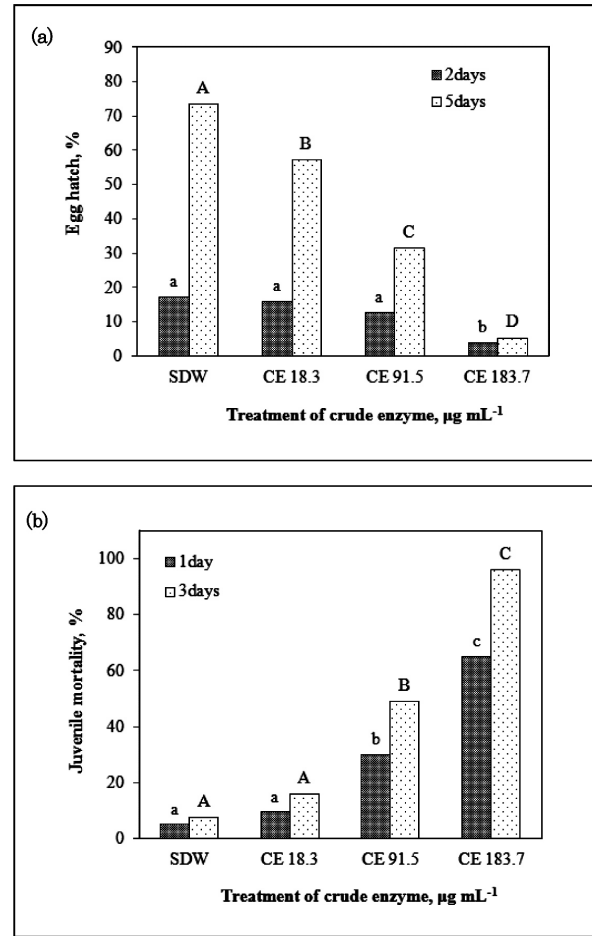 (a)
90
80
70
60
50
40
30
20
10
0
Egg hatch, %
2days
5days
a A
a B
a C
b D
SDW CE 18.3 CE 91.5 CE 183.7
Treatment of crude enzyme, µg mL-1
(b)
100
80
60
40
20
0
Juvenile mortality, %
1day
3days
a A
a A
b B
c C
SDW CE 18.3 CE 91.5 CE 183.7
Treatment of crude enzyme, µg mL-1